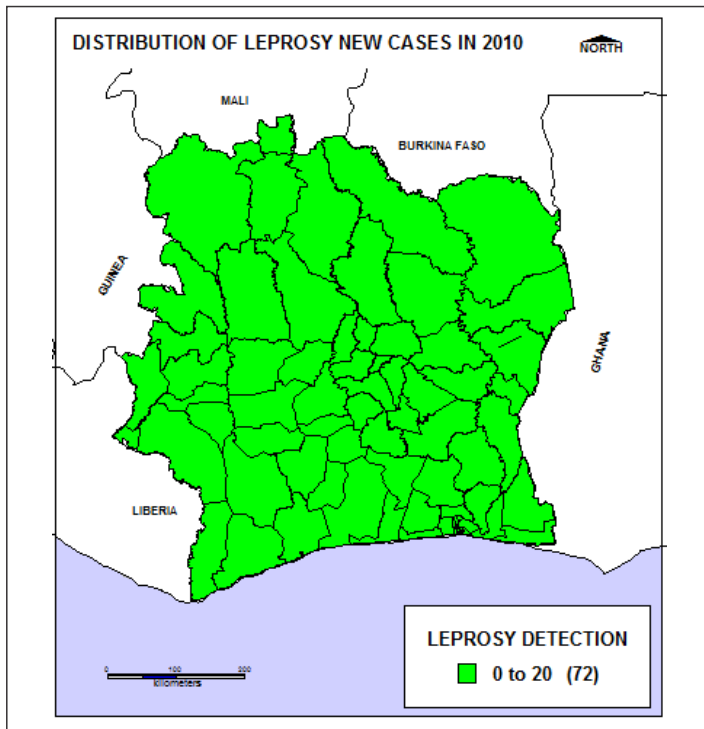 DISTRIBUTION OF LEPROSY NEW CASES IN 2010
NORTH
MALI
BURKINA FASO
GUINEA
GHANA
LIBERIA
0 100 200
kilometers
LEPROSY DETECTION
0 to 20 (72)